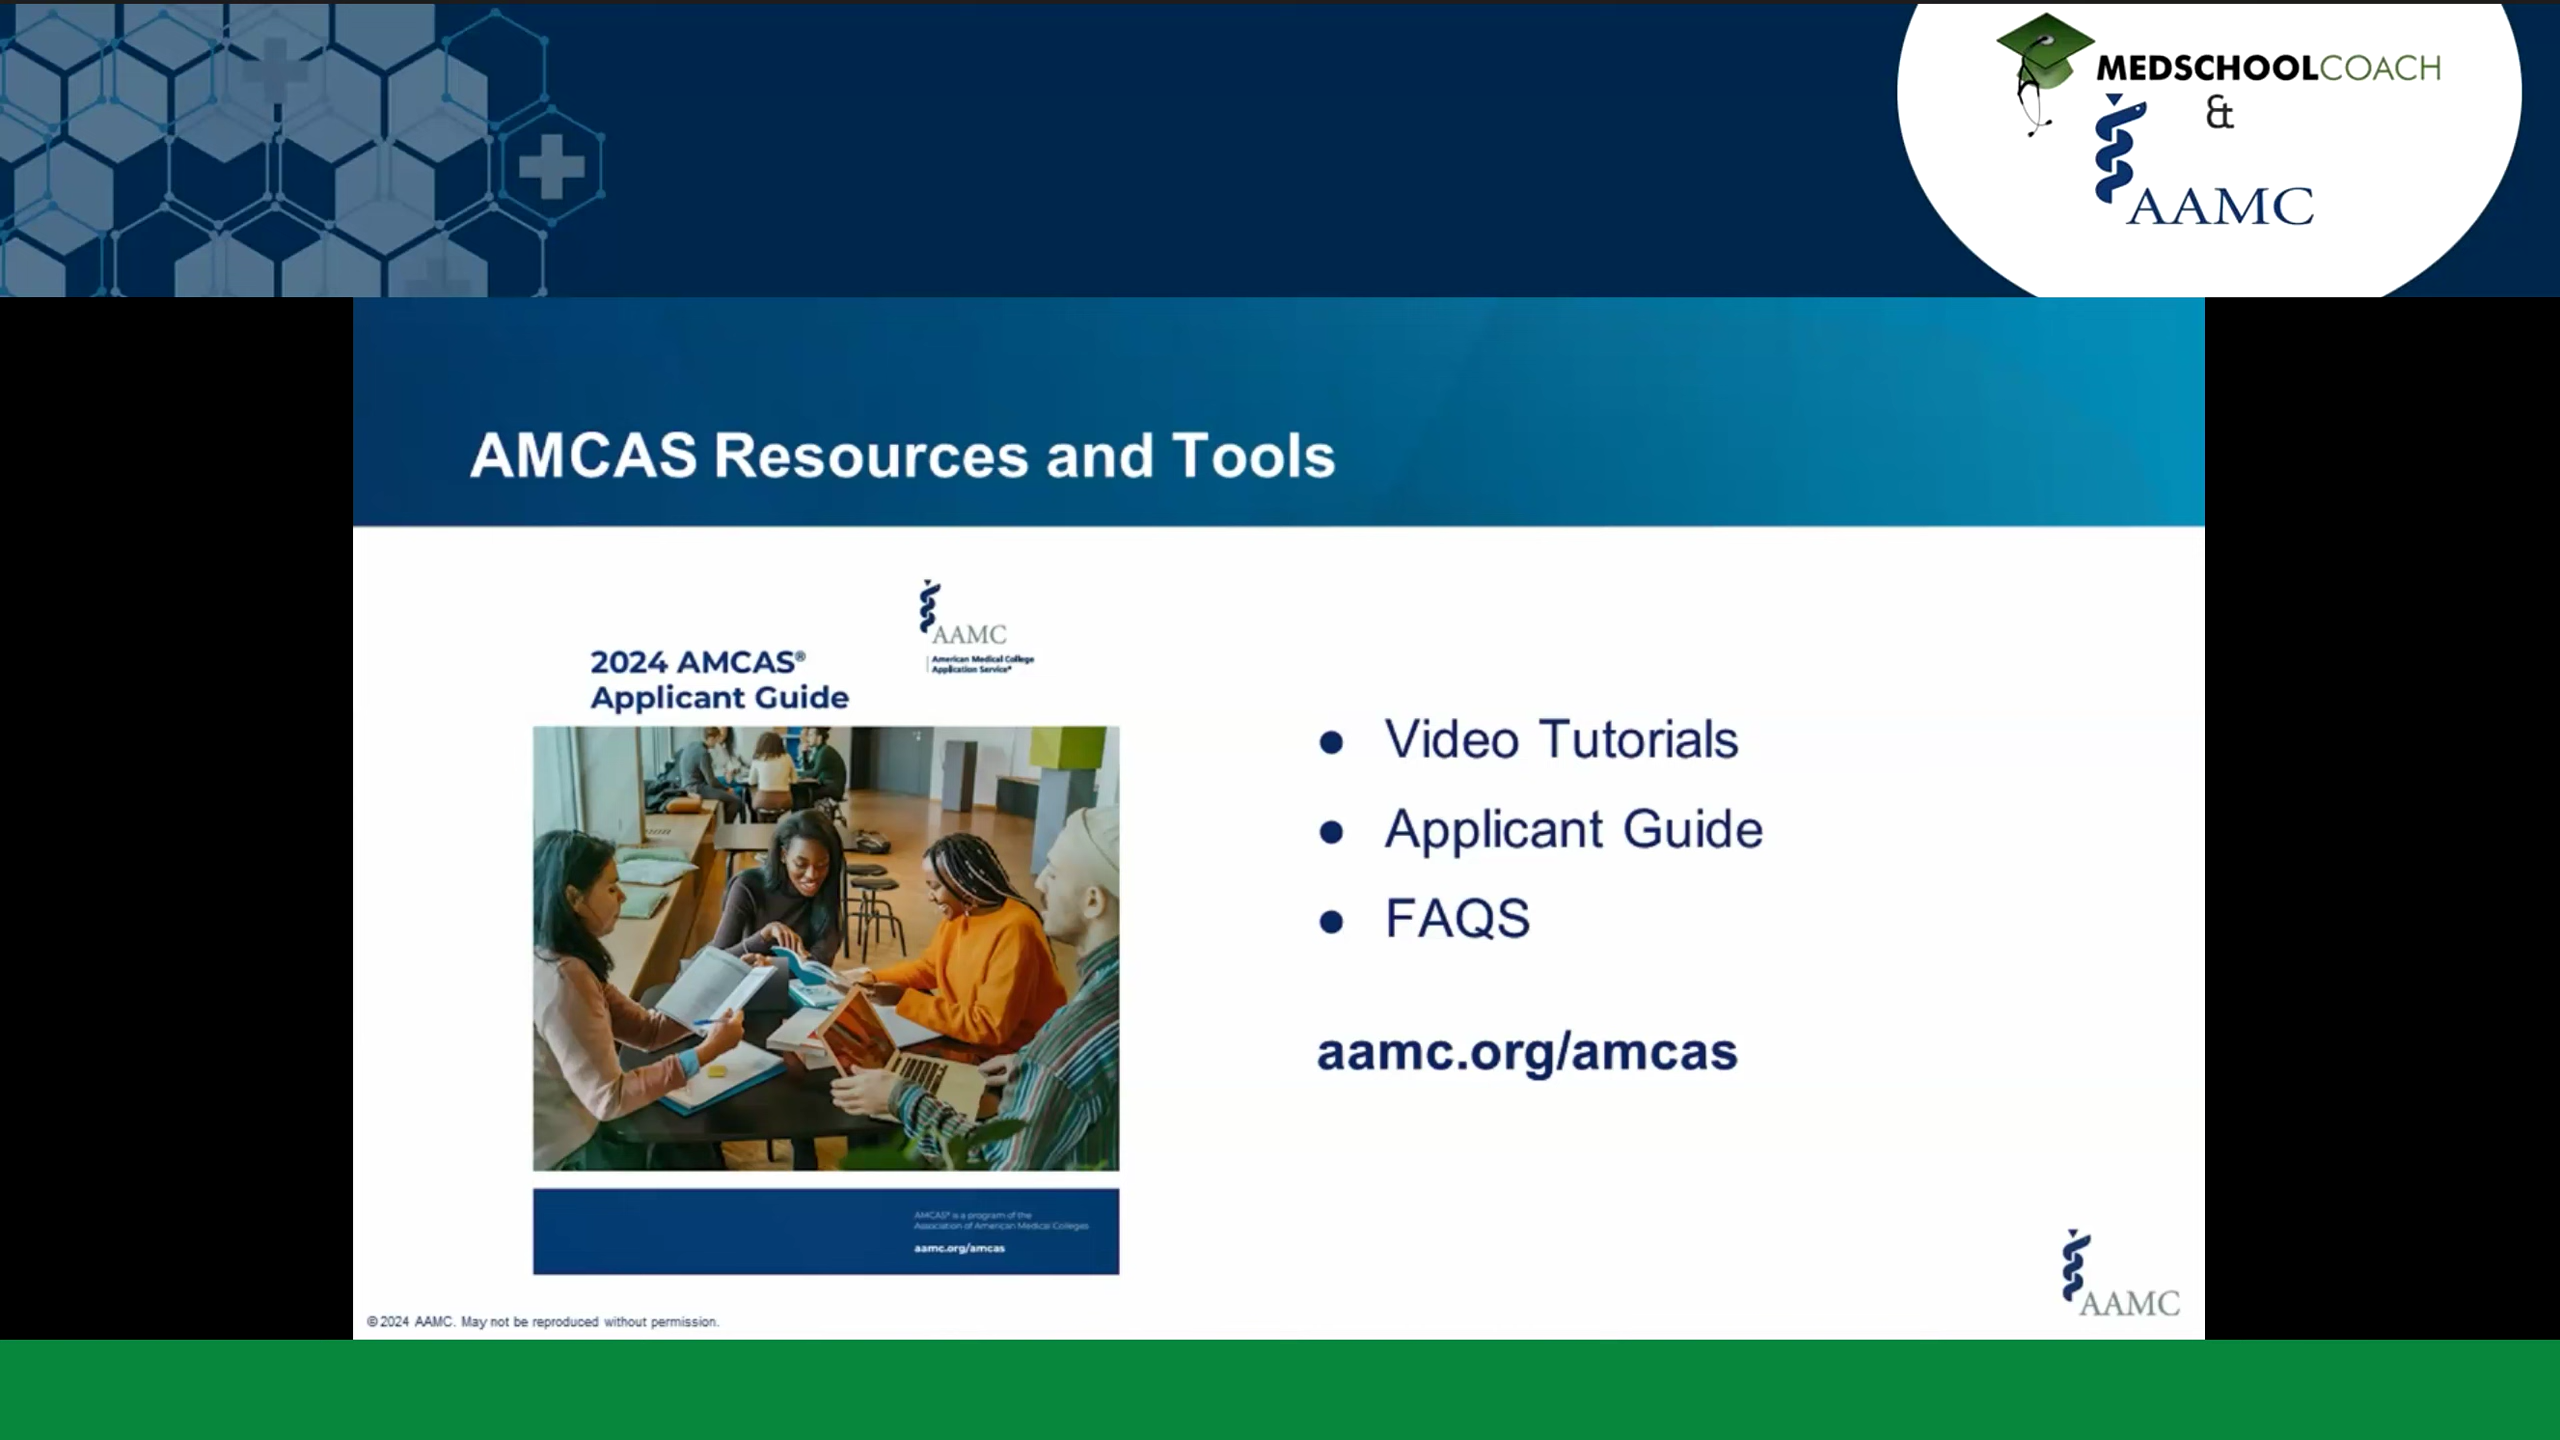 MEDSCHOOLCOACH
&
AAMC
AMCAS Resources and Tools
AAMC
American Medical College
Application Service®
2024 AMCAS®
Applicant Guide
● Video Tutorials
● Applicant Guide
● FAQS
aamc.org/amcas
AMCAS® is a program of the
Association of American Medical Colleges
aamc.org/amcas
AAMC
© 2024 AAMC. May not be reproduced without permission.